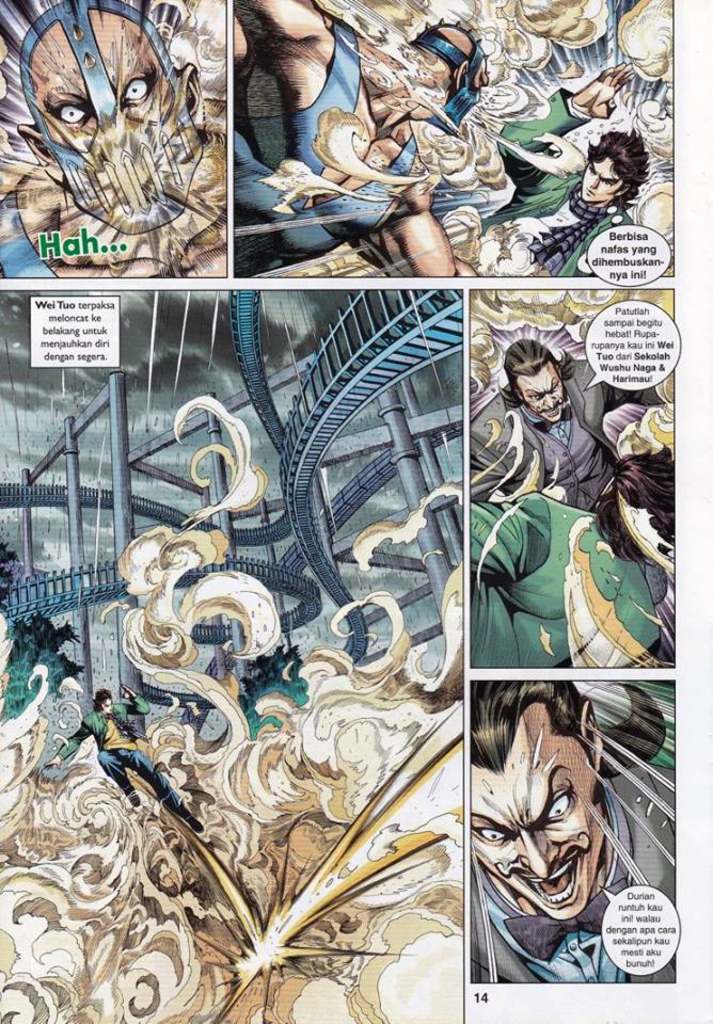 Hah...
Berbisa
nafas yang
dihembuskan-
nya ini!
Wei Tuo terpaksa
meloncat ke
belakang untuk
menjauhkan diri
dengan segera.
Patutlah
sampai begitu
hebat! Rupa-
rupanya kau ini Wei
Tuo dari Sekolah
Wushu Naga &
Harimau!
Durian
runtuh kau
ini! walau
dengan apa cara
sekalipun kau
mesti aku
bunuh!
14